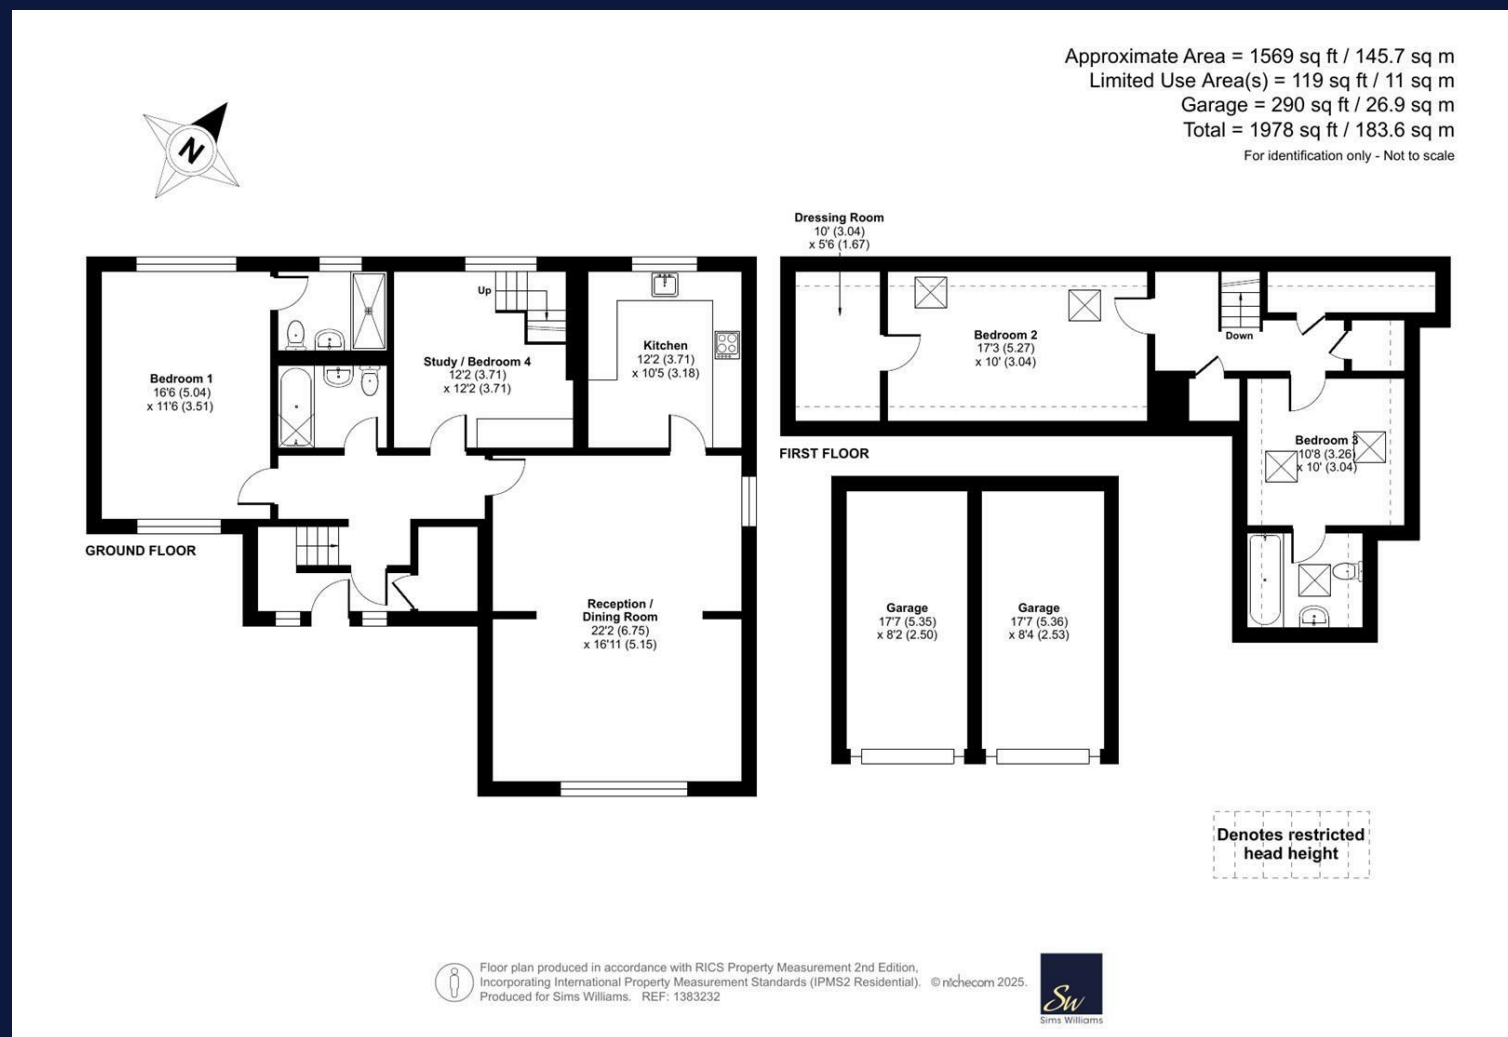 Approximate Area = 1569 sq ft / 145.7 sq m
Limited Use Area(s) = 119 sq ft / 11 sq m
Garage = 290 sq ft / 26.9 sq m
Total = 1978 sq ft / 183.6 sq m
For identification only - Not to scale
N
Dressing Room
10' (3.04)
x 5'6 (1.67)
Up
Bedroom 1
16'6 (5.04)
x 11'6 (3.51)
Study / Bedroom 4
12'2 (3.71)
x 12'2 (3.71)
Kitchen
12'2 (3.71)
x 10'5 (3.18)
Bedroom 2
17'3 (5.27)
x 10' (3.04)
Down
Bedroom 3
10'8 (3.26)
x 10' (3.04)
FIRST FLOOR
GROUND FLOOR
Reception /
Dining Room
22'2 (6.75)
x 16'11 (5.15)
Garage
17'7 (5.35)
x 8'2 (2.50)
Garage
17'7 (5.36)
x 8'4 (2.53)
Denotes restricted
head height
Floor plan produced in accordance with RICS Property Measurement 2nd Edition,
Incorporating International Property Measurement Standards (IPMS2 Residential). © nichecom 2025.
Produced for Sims Williams. REF: 1383232
Sw
Sims Williams